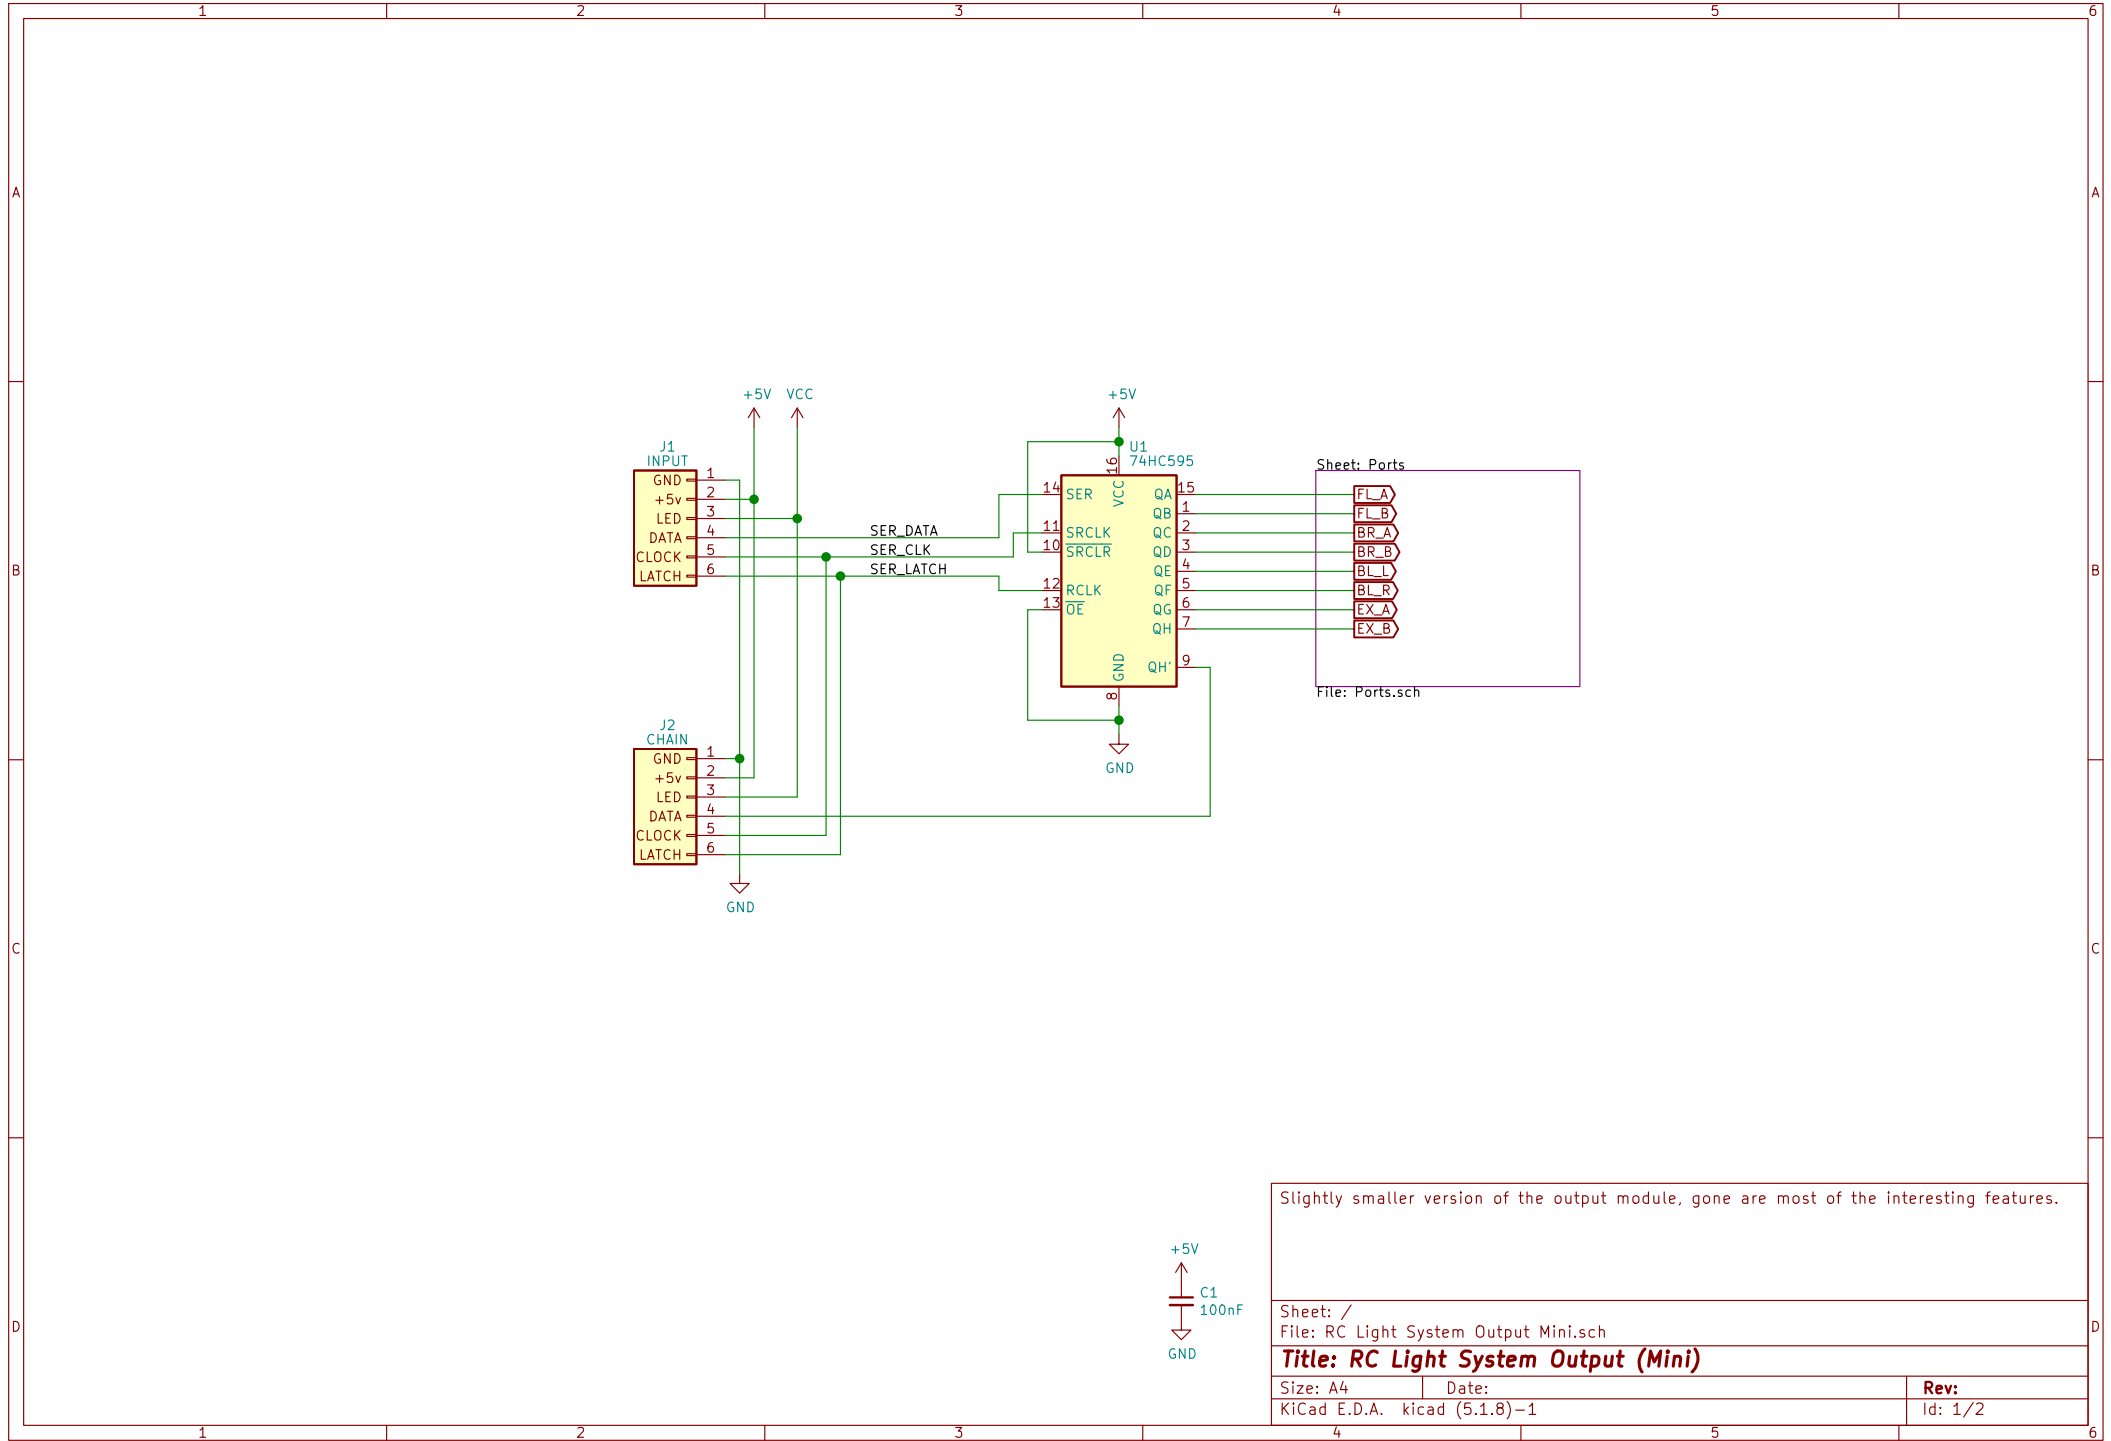 1 2 3 4 5 6
A A
+5V VCC +5V
J1
INPUT
GND 1
+5v 2
LED 3
DATA 4
CLOCK 5
LATCH 6
SER_DATA
SER_CLK
SER_LATCH
U1
74HC595
16
VCC
14 SER
11 SRCLK
10 SRCLR
12 RCLK
13 OE
QA 15
QB 1
QC 2
QD 3
QE 4
QF 5
QG 6
QH 7
QH' 9
GND
8
GND
Sheet: Ports
FL_A
FL_B
BR_A
BR_B
BL_L
BL_R
EX_A
EX_B
File: Ports.sch
B B
J2
CHAIN
GND 1
+5v 2
LED 3
DATA 4
CLOCK 5
LATCH 6
GND
C C
+5V
C1
100nF
GND
D D
Slightly smaller version of the output module, gone are most of the interesting features.
Sheet: /
File: RC Light System Output Mini.sch
Title: RC Light System Output (Mini)
Size: A4 Date: Rev:
KiCad E.D.A. kicad (5.1.8)-1 Id: 1/2
1 2 3 4 5 6